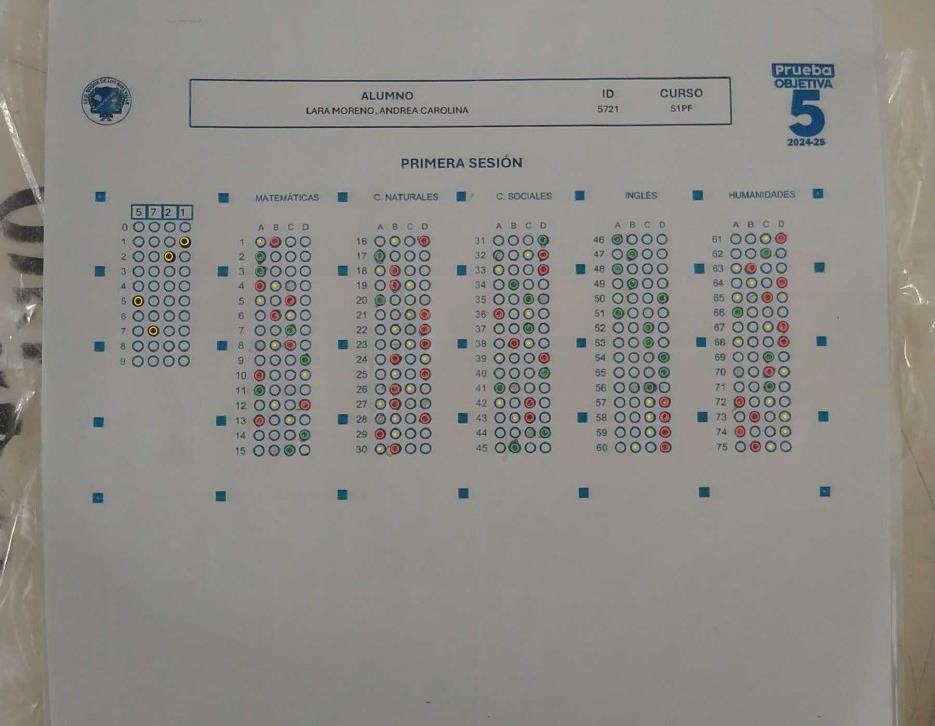 Prueba
OBJETIVA
5
2024-25
ALUMNO ID CURSO
LARA MORENO, ANDREA CAROLINA 5721 51PF
PRIMERA SESIÓN
MATEMÁTICAS C. NATURALES C. SOCIALES INGLÉS HUMANIDADES
5 7 2 1
A B C D A B C D A B C D A B C D A B C D
0
1
2
3
4
5
6
7
8
9
1 16 31 46 61
2 17 32 47 62
3 18 33 48 63
4 19 34 49 64
5 20 35 50 65
6 21 36 51 66
7 22 37 52 67
8 23 38 53 68
9 24 39 54 69
10 25 40 55 70
11 26 41 56 71
12 27 42 57 72
13 28 43 58 73
14 29 44 59 74
15 30 45 60 75